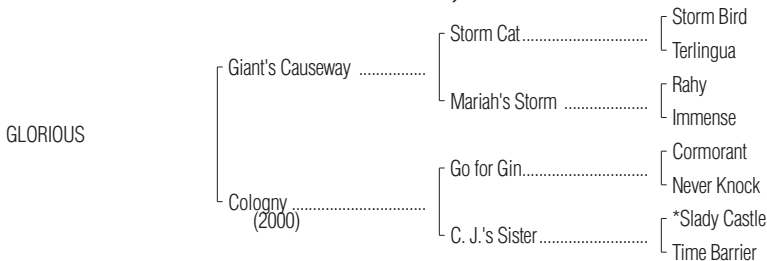 Storm Bird
Storm Cat..............................
Terlingua
Giant's Causeway ................
Rahy
Mariah's Storm ....................
Immense
GLORIOUS
Cormorant
Go for Gin..............................
Never Knock
Cologny ................................
(2000)
*Slady Castle
C. J.'s Sister..........................
Time Barrier